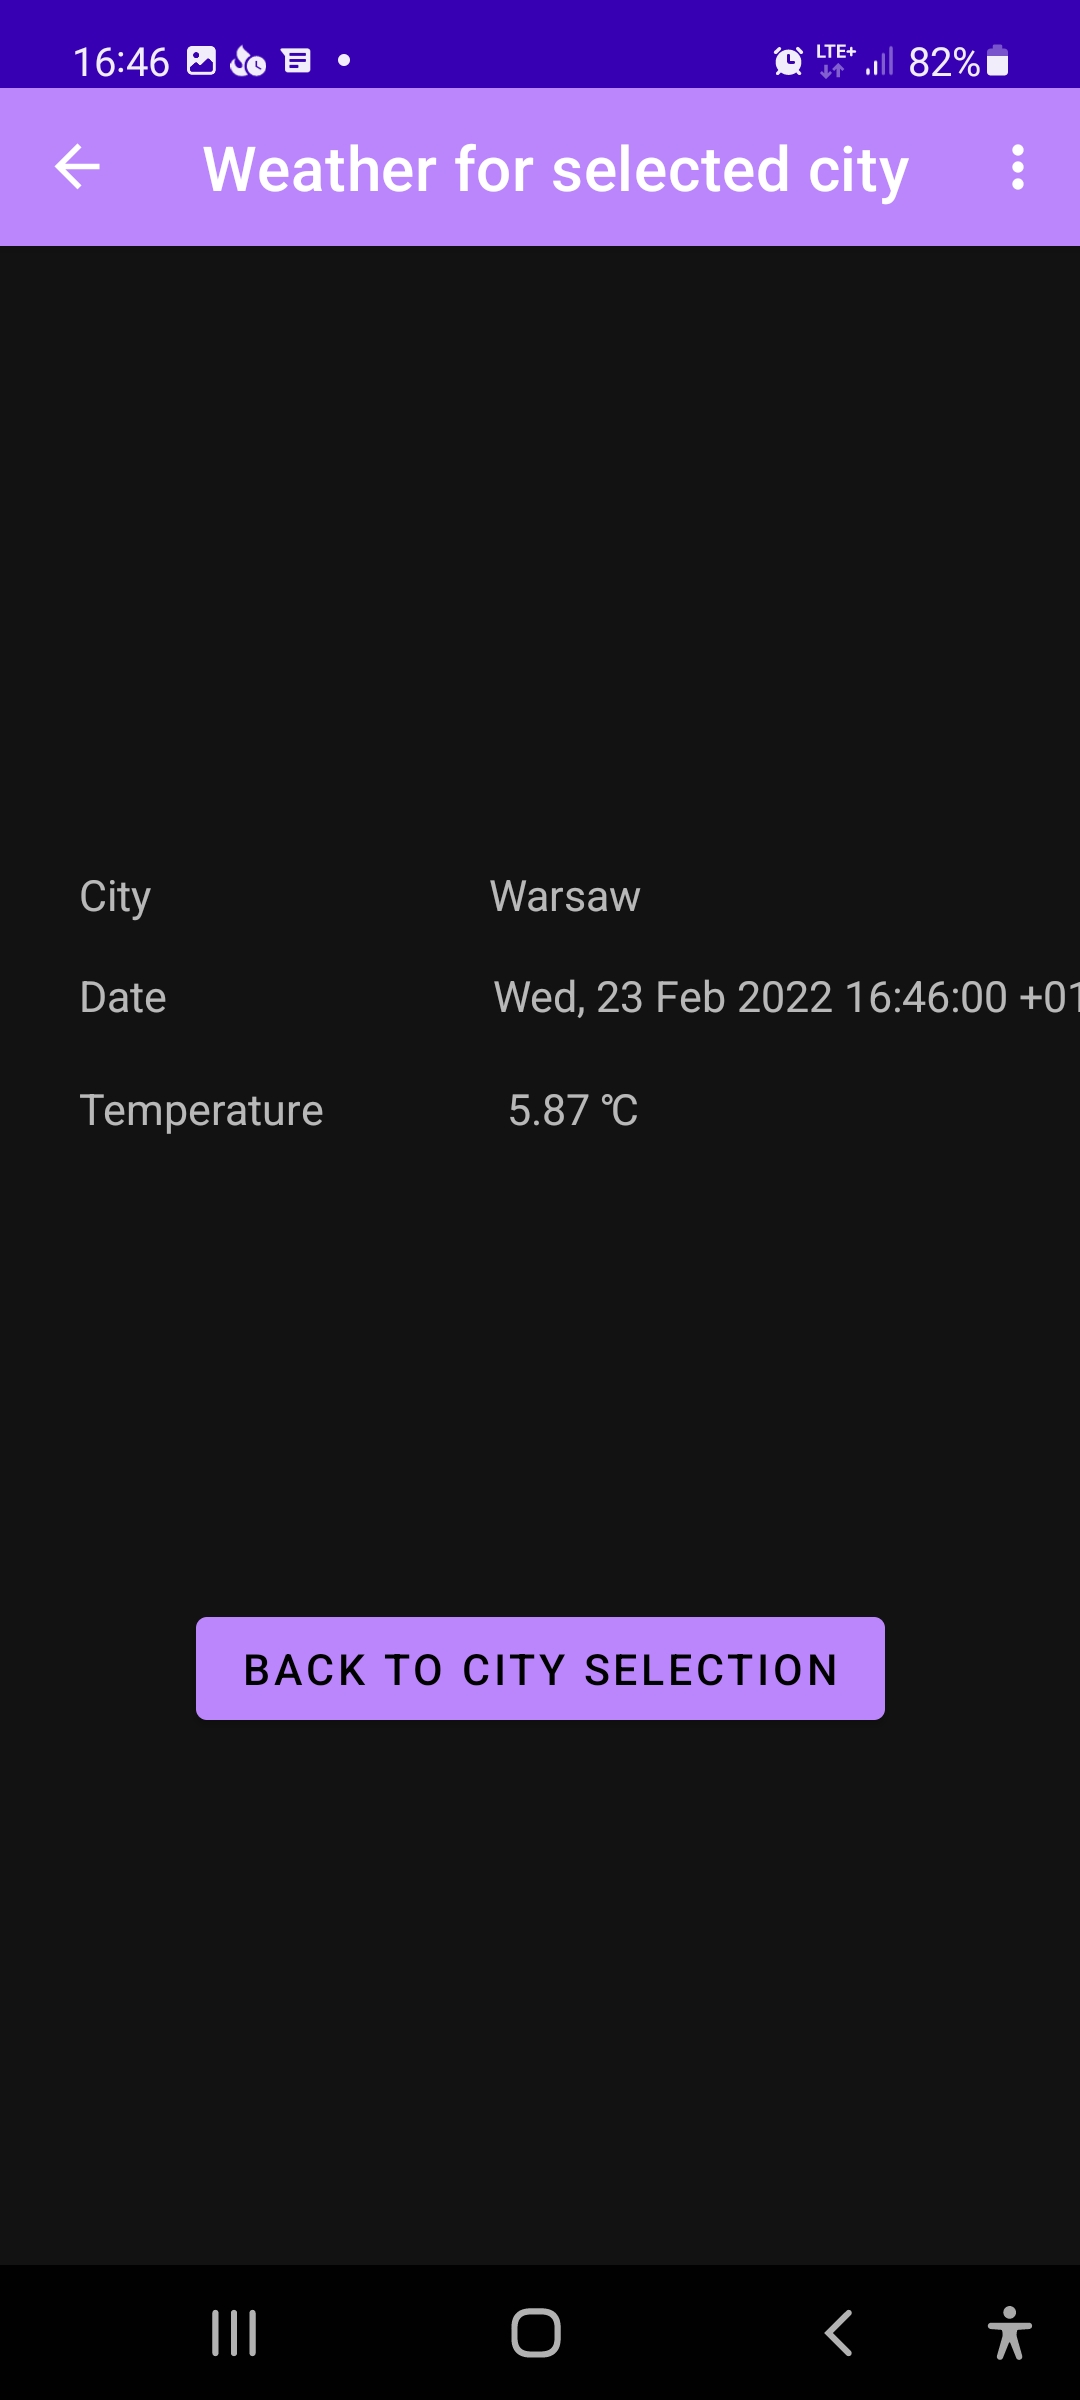 16:46 LTE+ 82%
Weather for selected city
City Warsaw
Date Wed, 23 Feb 2022 16:46:00 +01
Temperature 5.87 ℃
BACK TO CITY SELECTION